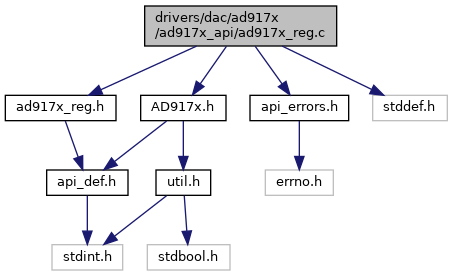 drivers/dac/ad917x
/ad917x_api/ad917x_reg.c
ad917x_reg.h
AD917x.h
api_errors.h
stddef.h
api_def.h
util.h
errno.h
stdint.h
stdbool.h